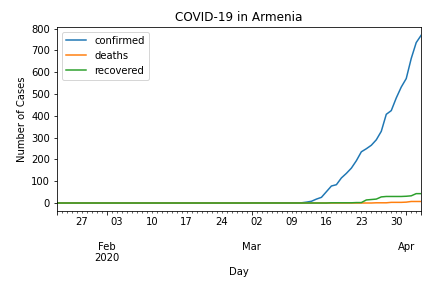 COVID-19 in Armenia
confirmed
deaths
recovered
Number of Cases
800
700
600
500
400
300
200
100
0
27 03 10 17 24 02 09 16 23 30
Feb Mar Apr
2020
Day